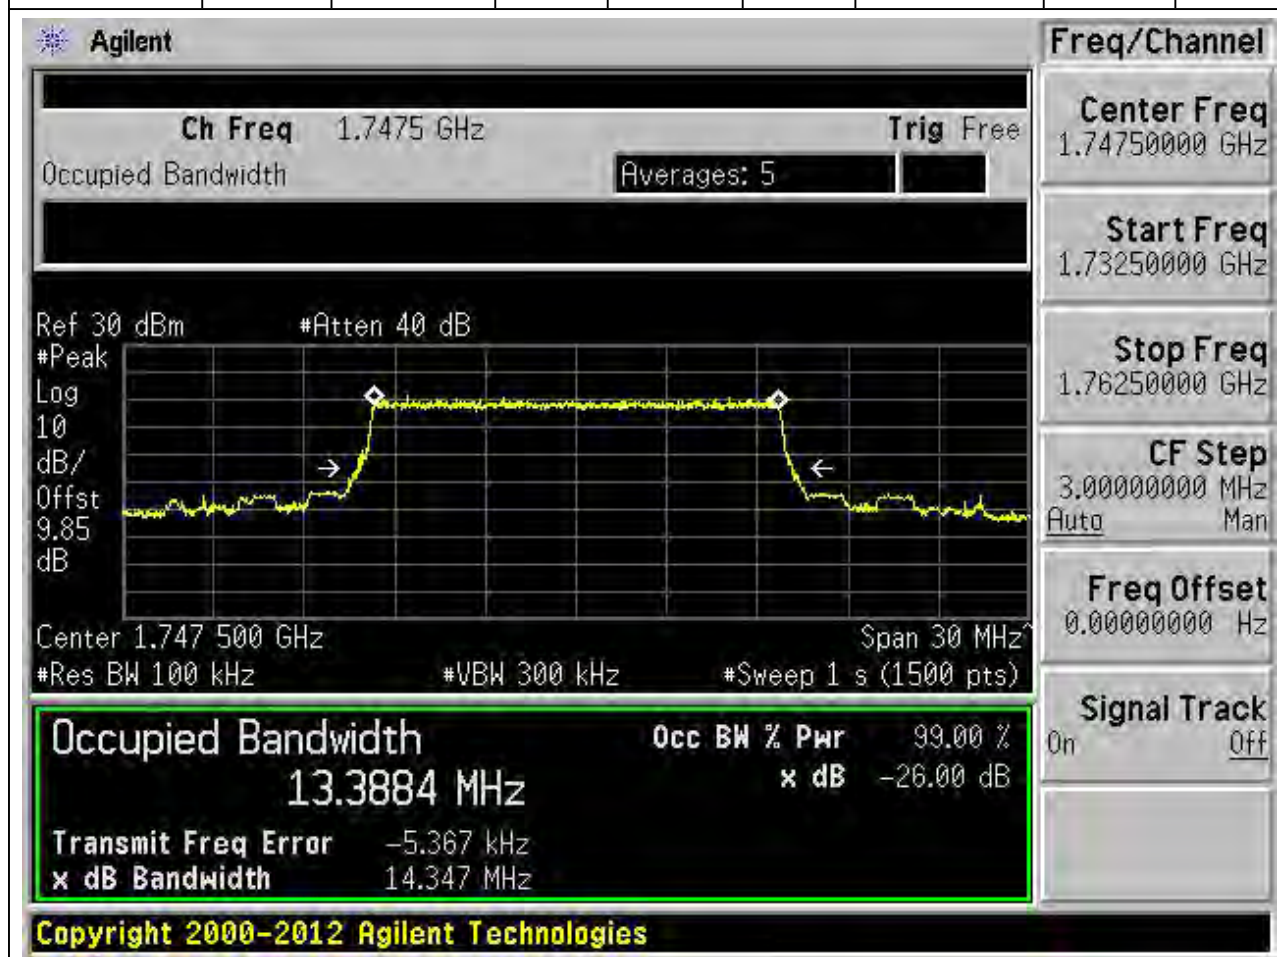 Agilent
Freq/Channel
Ch Freq 1.7475 GHz Trig Free
Occupied Bandwidth Averages: 5
Center Freq
1.74750000 GHz
Start Freq
1.73250000 GHz
Stop Freq
1.76250000 GHz
CF Step
3.00000000 MHz
Auto Man
Freq Offset
0.00000000 Hz
Signal Track
On Off
Ref 30 dBm #Atten 40 dB
#Peak
Log
10
dB/
Offst
9.85
dB
Center 1.747 500 GHz Span 30 MHz^
#Res BW 100 kHz #VBW 300 kHz #Sweep 1 s (1500 pts)
Occupied Bandwidth Occ BW % Pwr 99.00 %
13.3884 MHz x dB -26.00 dB
Transmit Freq Error -5.367 kHz
x dB Bandwidth 14.347 MHz
Copyright 2000-2012 Agilent Technologies